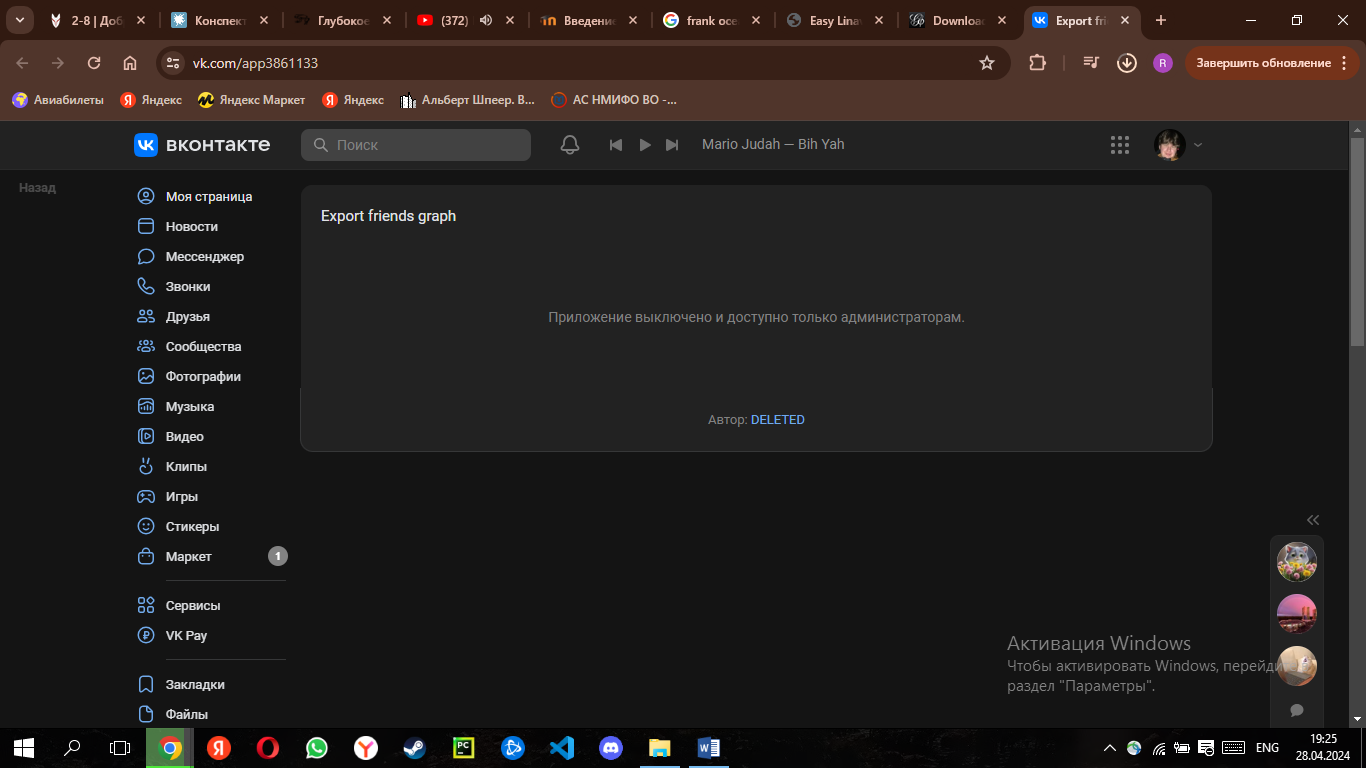 2-8 | Доб
Конспект
Глубокое
(372)
Введение
frank oce
Easy Lina
Downloa
Export fri
vk.com/app3861133
R
Завершить обновление
Авиабилеты
Яндекс
Яндекс Маркет
Яндекс
Альберт Шпеер. В...
АС НМИФО ВО -...
вконтакте
Поиск
Mario Judah — Bih Yah
Назад
Моя страница
Новости
Мессенджер
Звонки
Друзья
Сообщества
Фотографии
Музыка
Видео
Клипы
Игры
Стикеры
Маркет
1
Сервисы
VK Pay
Закладки
Файлы
Export friends graph
Приложение выключено и доступно только администраторам.
Автор: DELETED
Активация Windows
Чтобы активировать Windows, перейди
раздел "Параметры".
ENG
19:25
28.04.2024